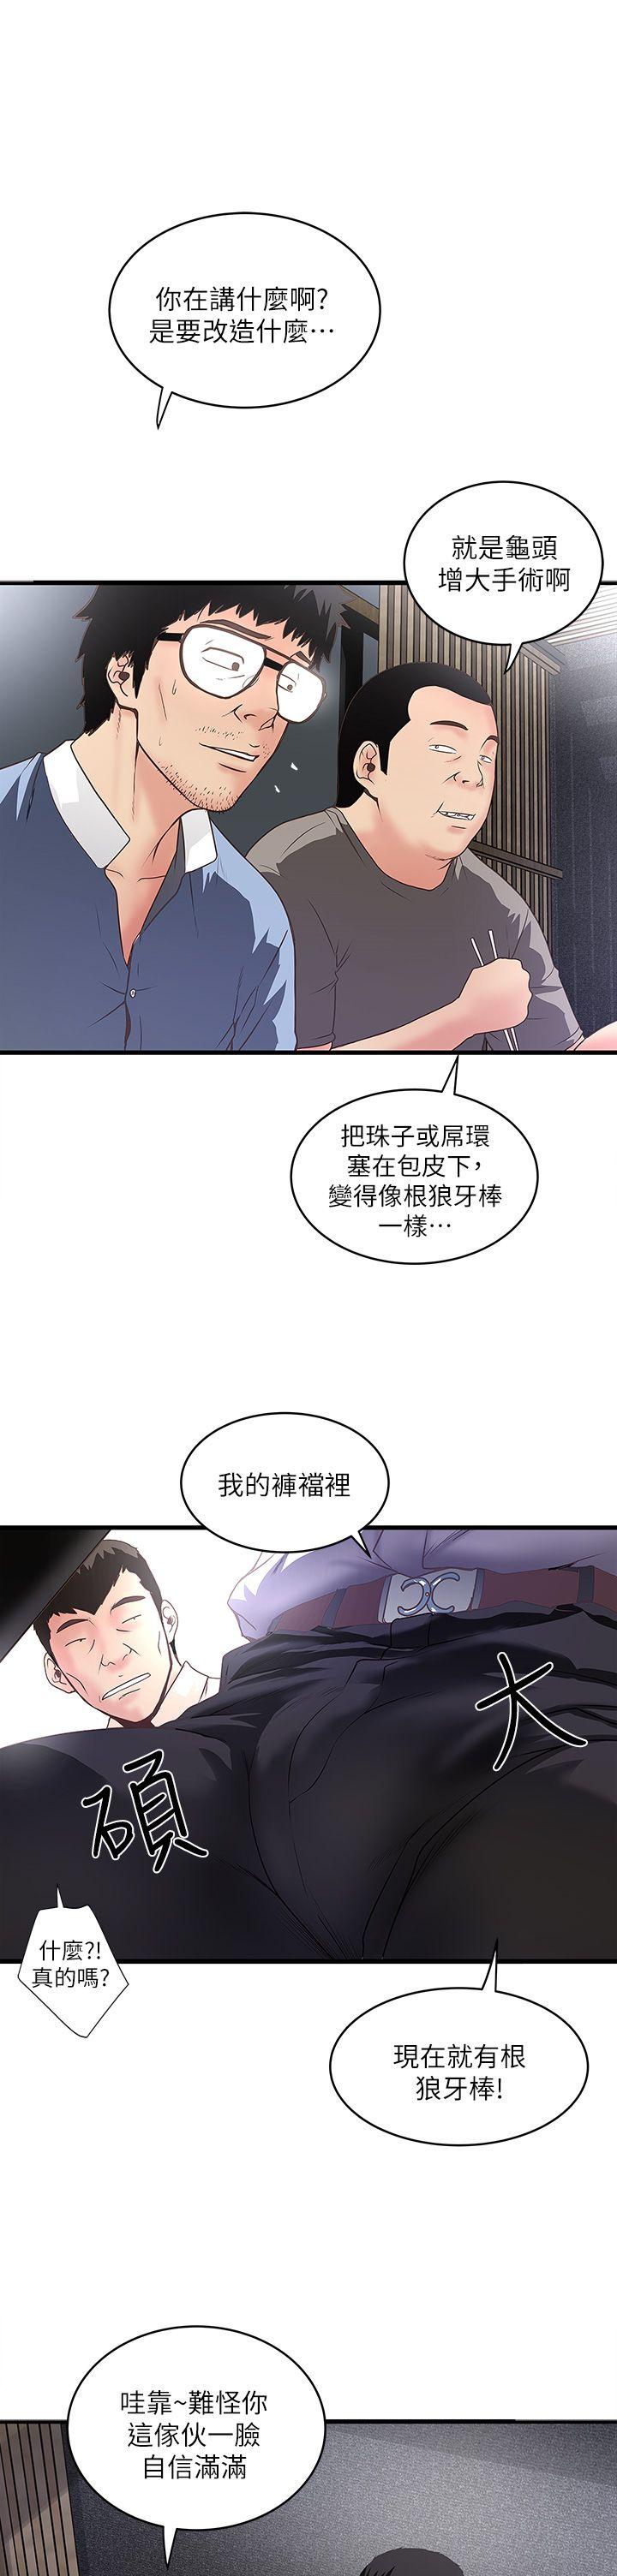 你在講什麼啊?
是要改造什麼⋯
就是龜頭
增大手術啊
把珠子或屌環
塞在包皮下,
變得像根狼牙棒
一樣⋯
我的褲襠裡
碩
大
什麼?!
真的嗎?
現在就有根
狼牙棒!
哇靠~難怪你
這傢伙一臉
自信滿滿